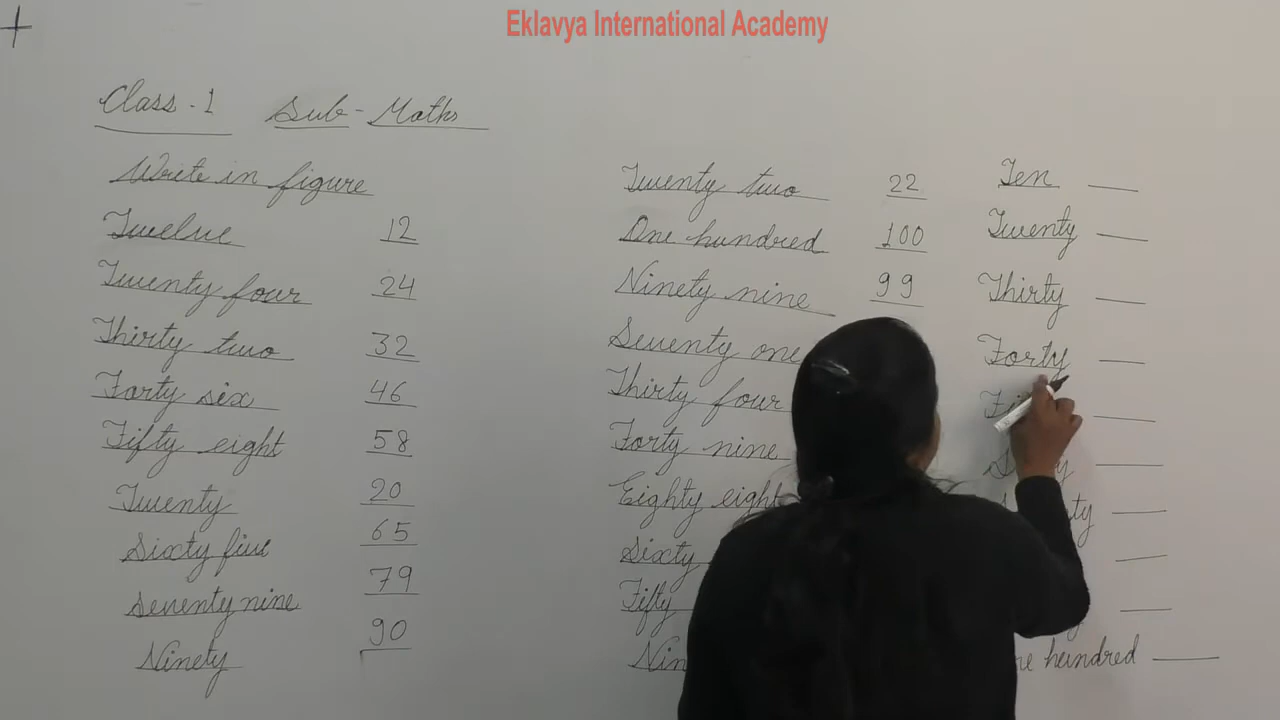 Eklavya International Academy
Class - 1 Sub - Maths
Write in figure
Twelve 12
Twenty four 24
Thirty two 32
Forty six 46
Fifty eight 58
Twenty 20
Sixty five 65
Seventy nine 79
Ninety 90
Twenty two 22
One hundred 100
Ninety nine 99
Seventy one
Thirty four
Forty nine
Eighty eight
Sixty
Fifty
Ten
Twenty
Thirty
Forty
hundred